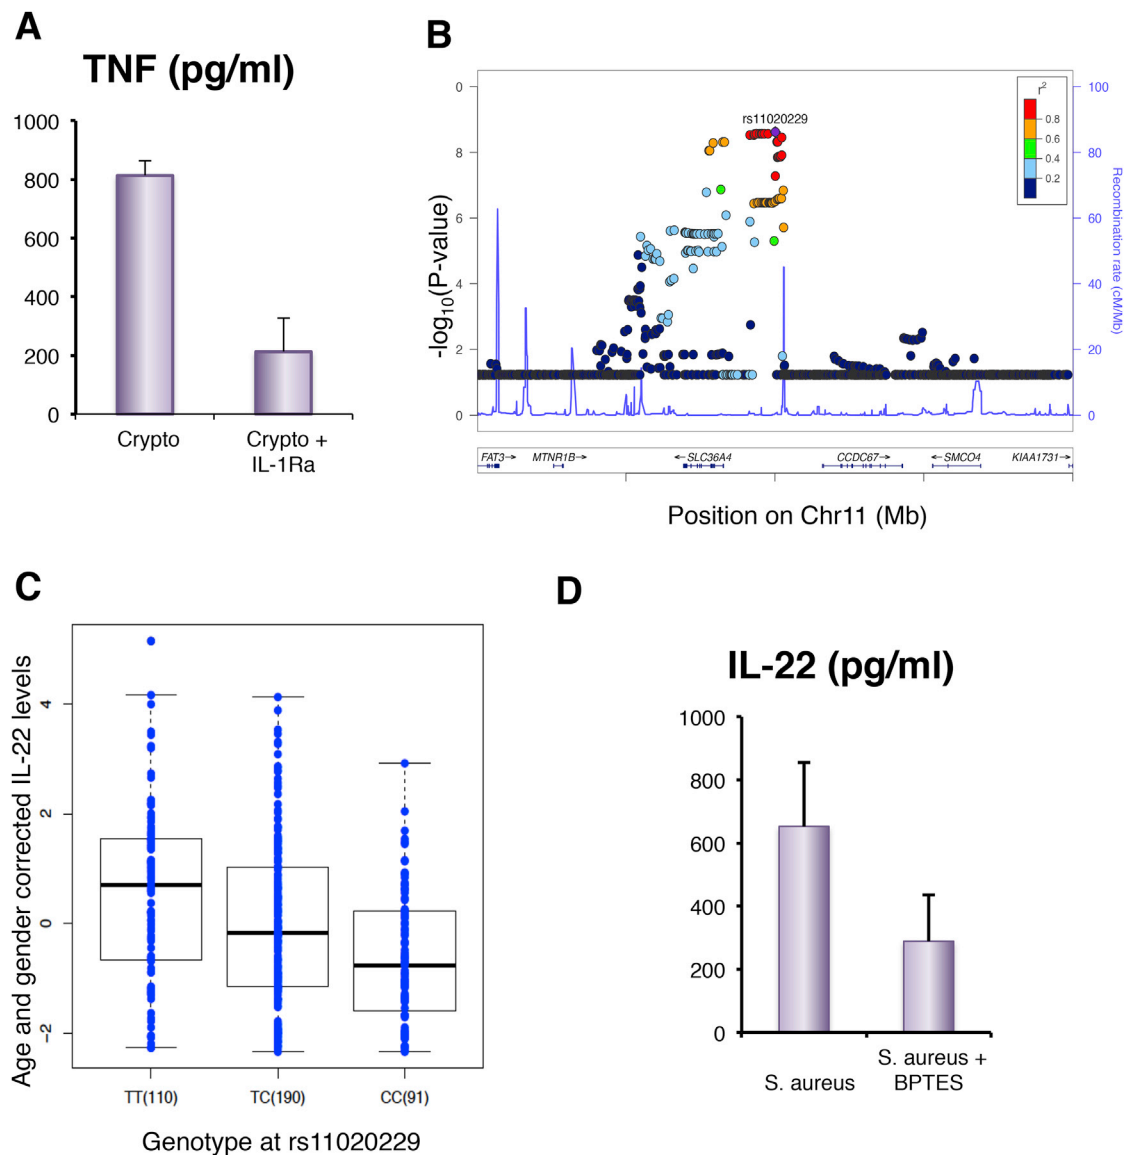 A
TNF (pg/ml)
1000
800
600
400
200
0
Crypto
Crypto +
IL-1Ra
B
0
8
6
4
2
0
-log10(P-value)
rs11020229
r2
0.8
0.6
0.4
0.2
100
80
60
40
20
0
Recombination rate (cM/Mb)
FAT3→
MTNR1B→
←SLC36A4
CCDC67→
←SMCO4
KIAA1731→
Position on Chr11 (Mb)
C
Age and gender corrected IL-22 levels
4
2
0
-2
TT(110)
TC(190)
CC(91)
Genotype at rs11020229
D
IL-22 (pg/ml)
1000
800
600
400
200
0
S. aureus
S. aureus +
BPTES